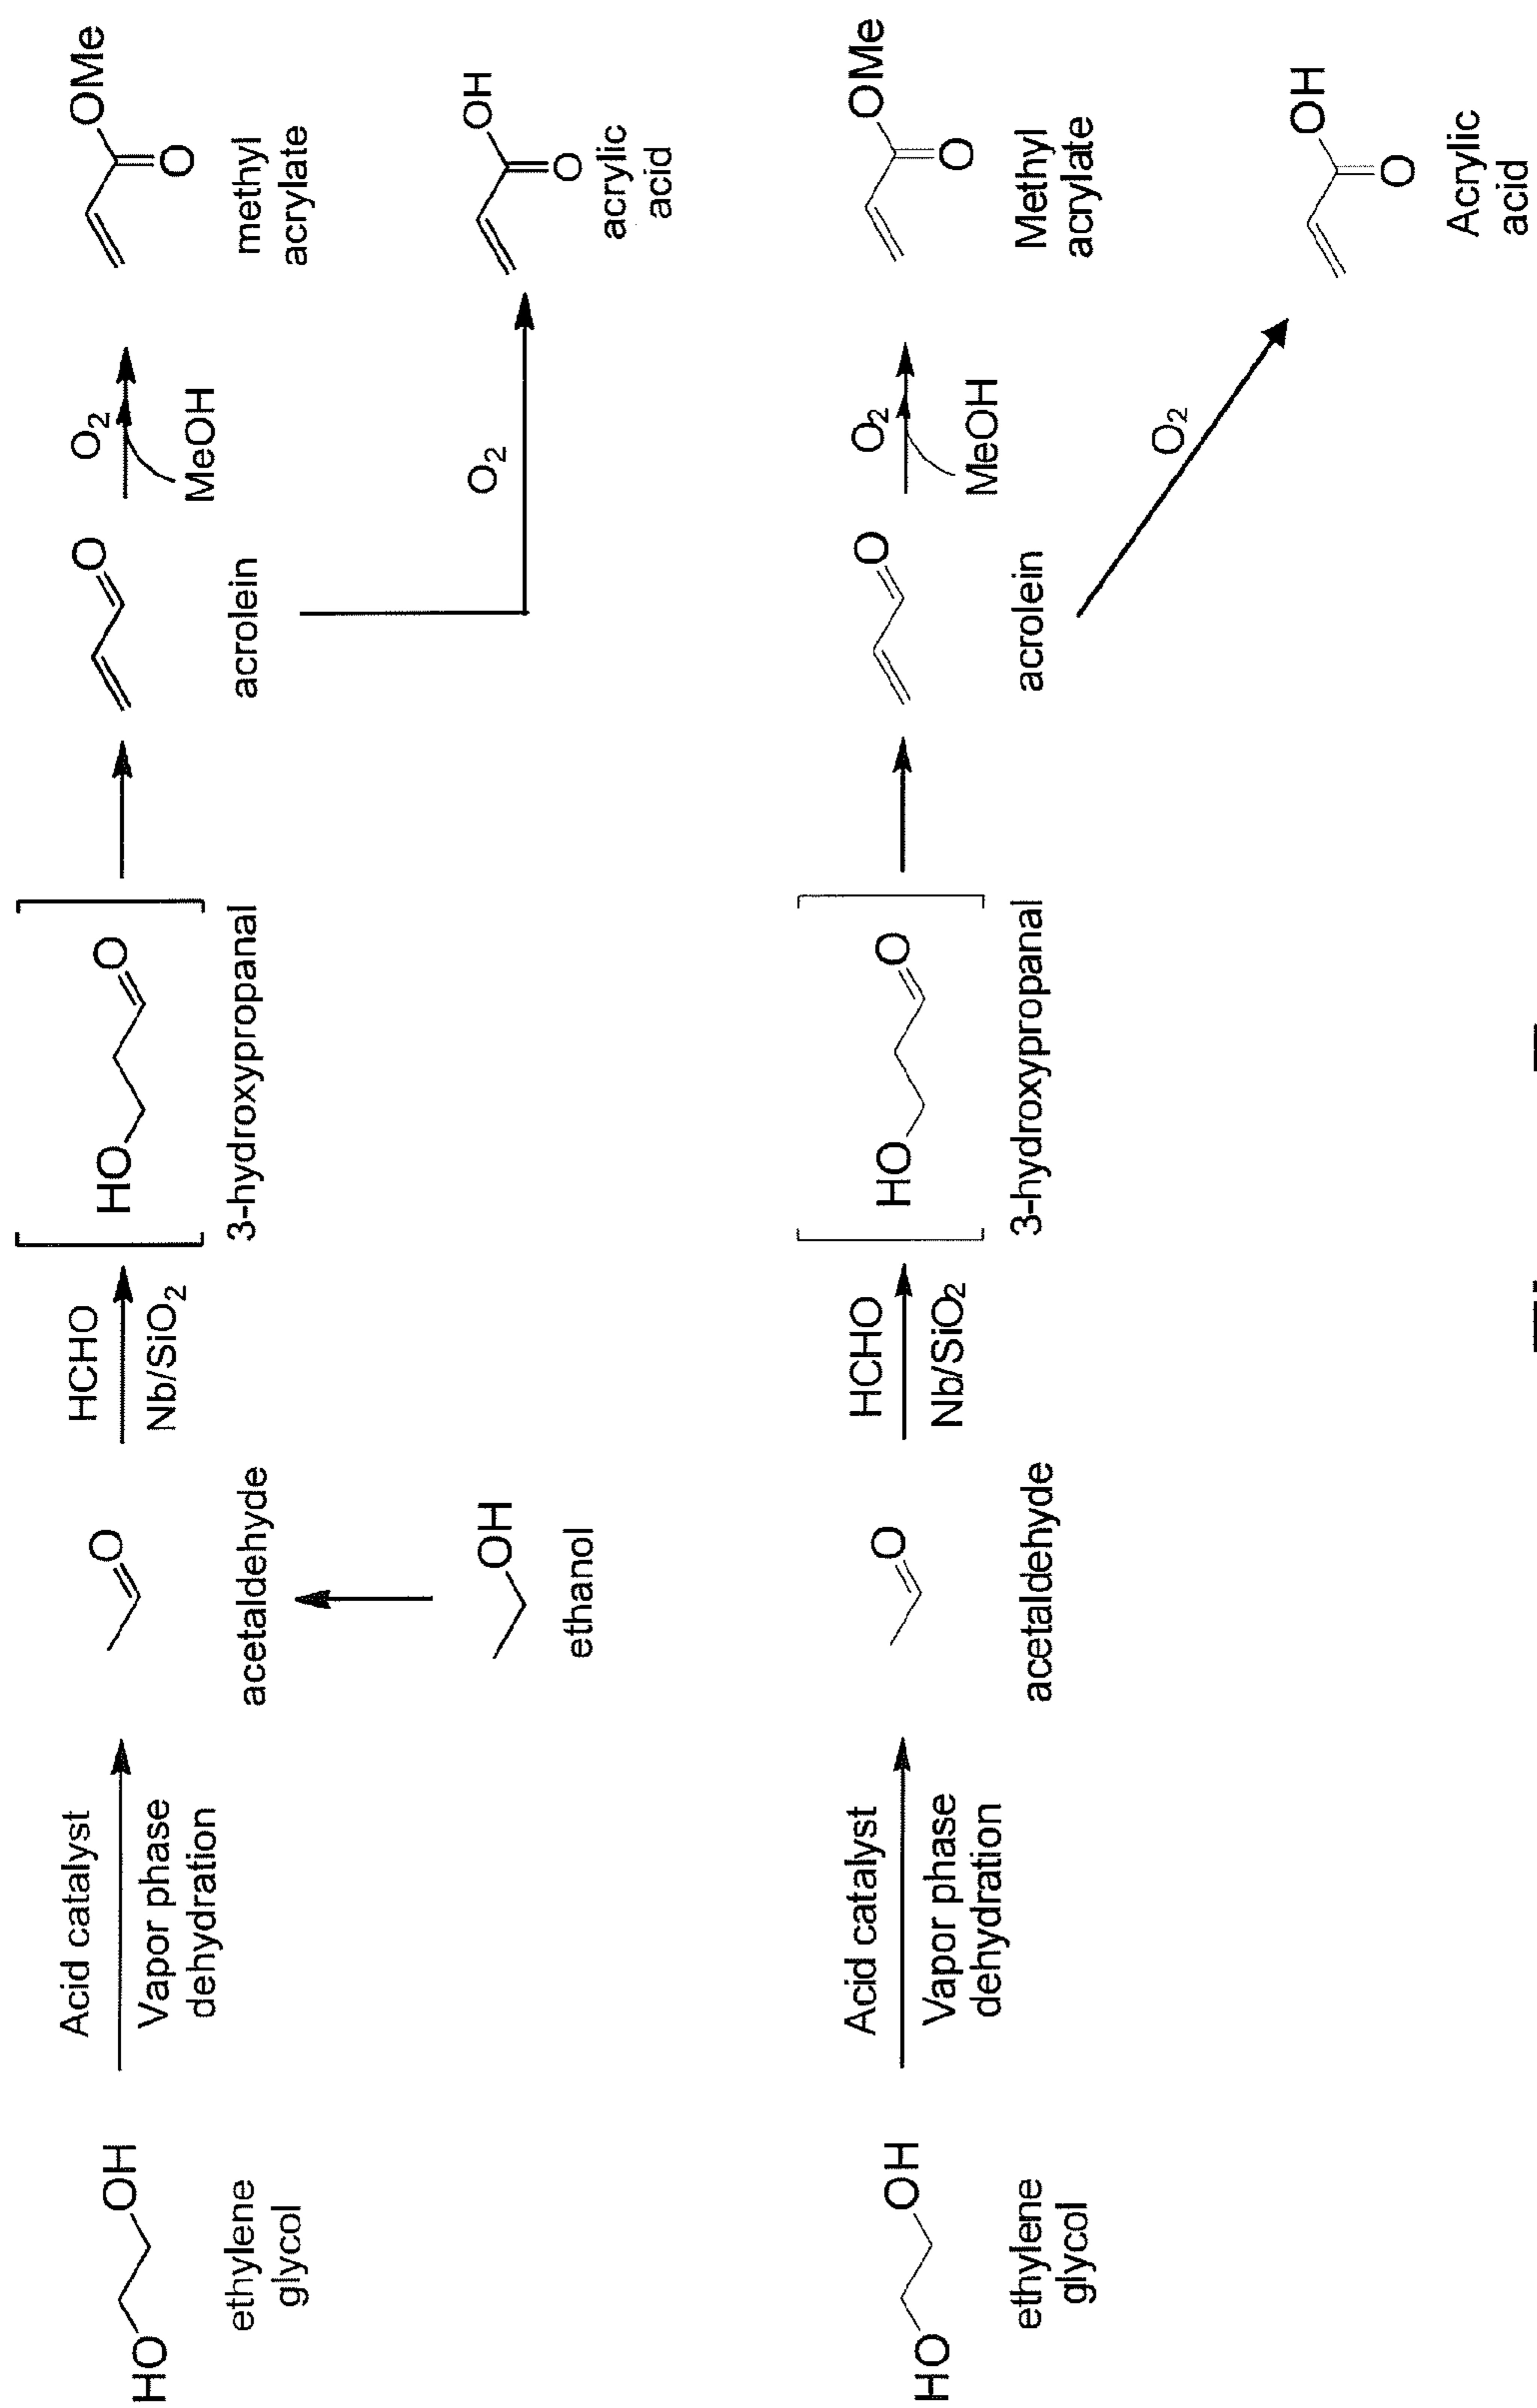 HO
OH
ethylene
glycol
Acid catalyst
Vapor phase
dehydration
O
acetaldehyde
OH
ethanol
HCHO
Nb/SiO2
HO
O
3-hydroxypropanal
O
acrolein
O2
MeOH
OMe
O
methyl
acrylate
O2
OH
O
acrylic
acid
HO
OH
ethylene
glycol
Acid catalyst
Vapor phase
dehydration
O
acetaldehyde
HCHO
Nb/SiO2
HO
O
3-hydroxypropanal
O
acrolein
O2
MeOH
OMe
O
Methyl
acrylate
O2
OH
O
Acrylic
acid